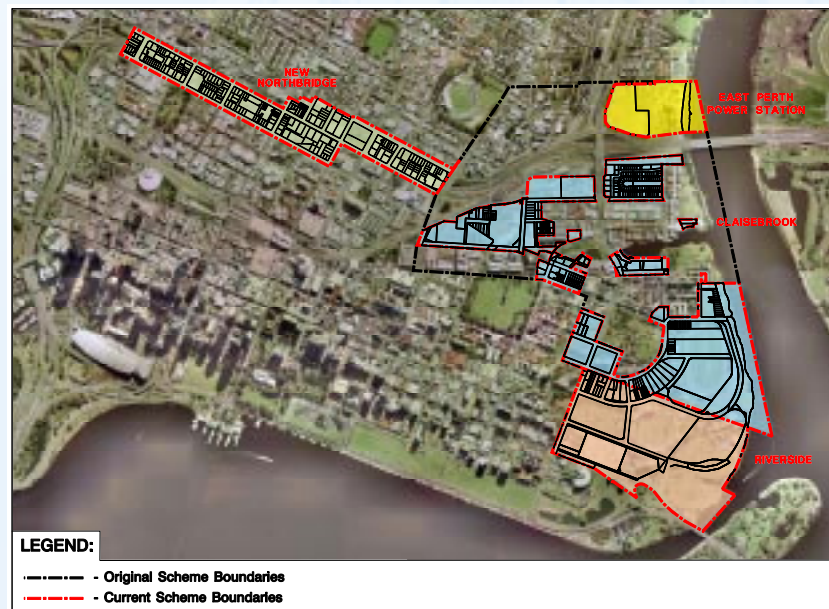 NEW
NORTHBRIDGE
EAST PERTH
POWER STATION
CLAISEBROOK
RIVERSIDE
LEGEND:
- Original Scheme Boundaries
- Current Scheme Boundaries